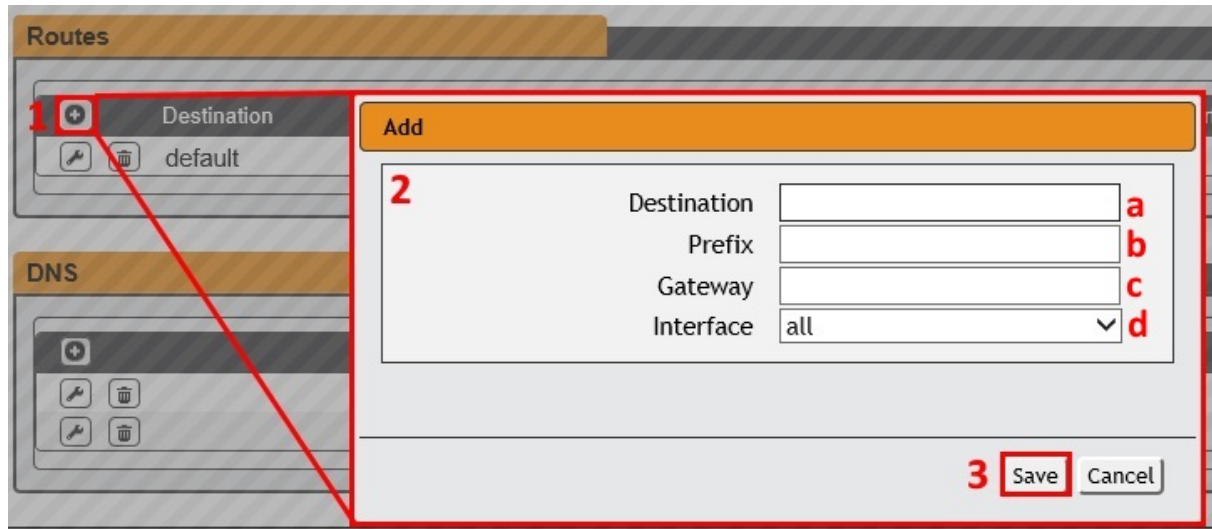 Routes
1 Destination
default
Add
2
Destination a
Prefix b
Gateway c
Interface all d
DNS
3 Save Cancel